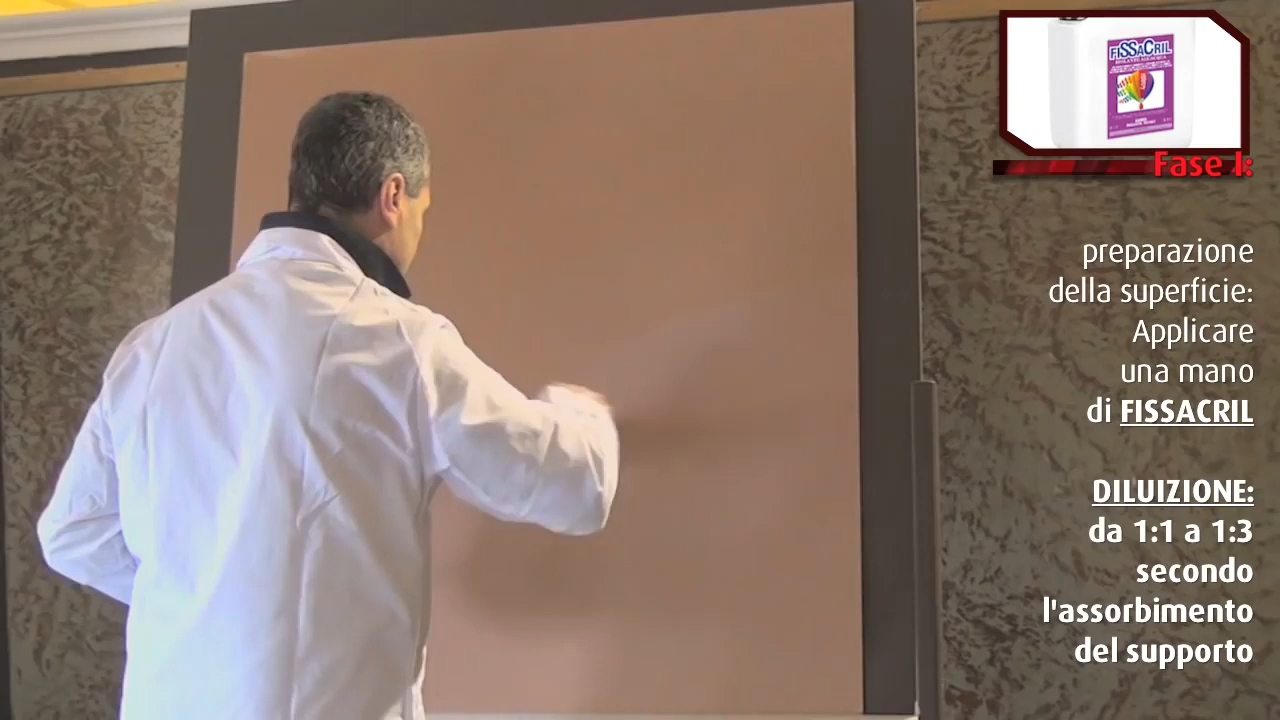 FISSACRIL
Fase I:
preparazione
della superficie:
Applicare
una mano
di FISSACRIL
DILUIZIONE:
da 1:1 a 1:3
secondo
l'assorbimento
del supporto